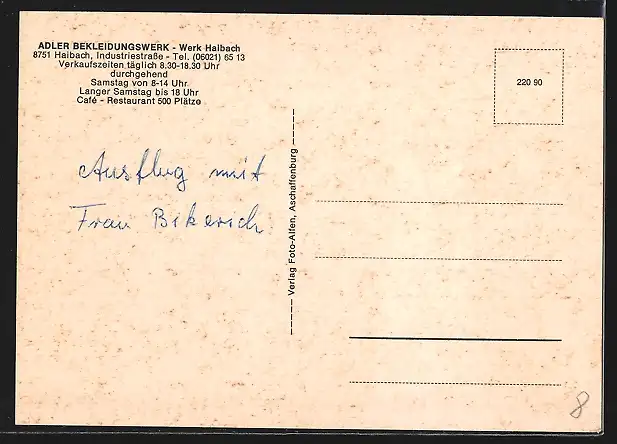 ADLER BEKLEIDUNGSWERK - Werk Haibach
8751 Haibach, Industriestraße - Tel. (06021) 65 13
Verkaufszeiten täglich 8.30-18.30 Uhr
durchgehend
Samstag von 8-14 Uhr
Langer Samstag bis 18 Uhr
Café - Restaurant 500 Plätze
220 90
Ausflug mit
Frau Bikerich
Verlag Foto-Alfen, Aschaffenburg
8